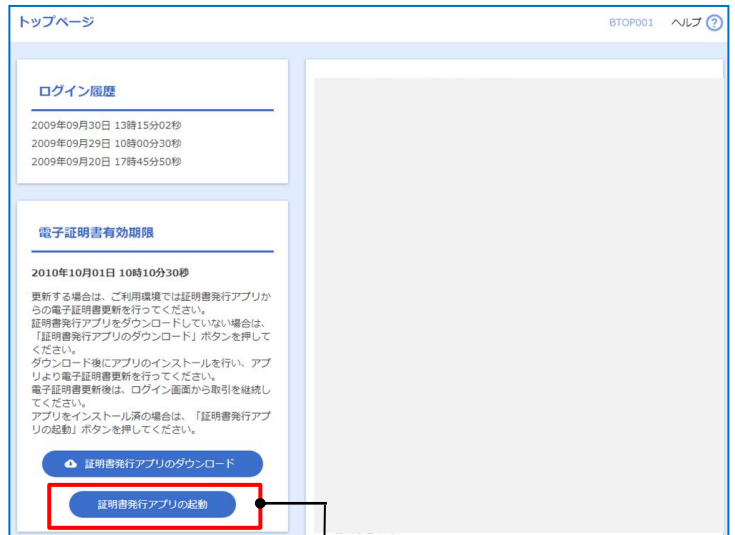 トップページ
BTOP001 ヘルプ ?
ログイン履歴
2009年09月30日 13時15分02秒
2009年09月29日 10時00分30秒
2009年09月20日 17時45分50秒
電子証明書有効期限
2010年10月01日 10時10分30秒
更新する場合は、ご利用環境では証明書発行アプリか
らの電子証明書更新を行ってください。
証明書発行アプリをダウンロードしていない場合は、
「証明書発行アプリのダウンロード」ボタンを押して
ください。
ダウンロード後にアプリのインストールを行い、アプ
リより電子証明書更新を行ってください。
電子証明書更新後は、ログイン画面から取引を継続し
てください。
アプリをインストール済の場合は、「証明書発行アプ
リの起動」ボタンを押してください。
証明書発行アプリのダウンロード
証明書発行アプリの起動